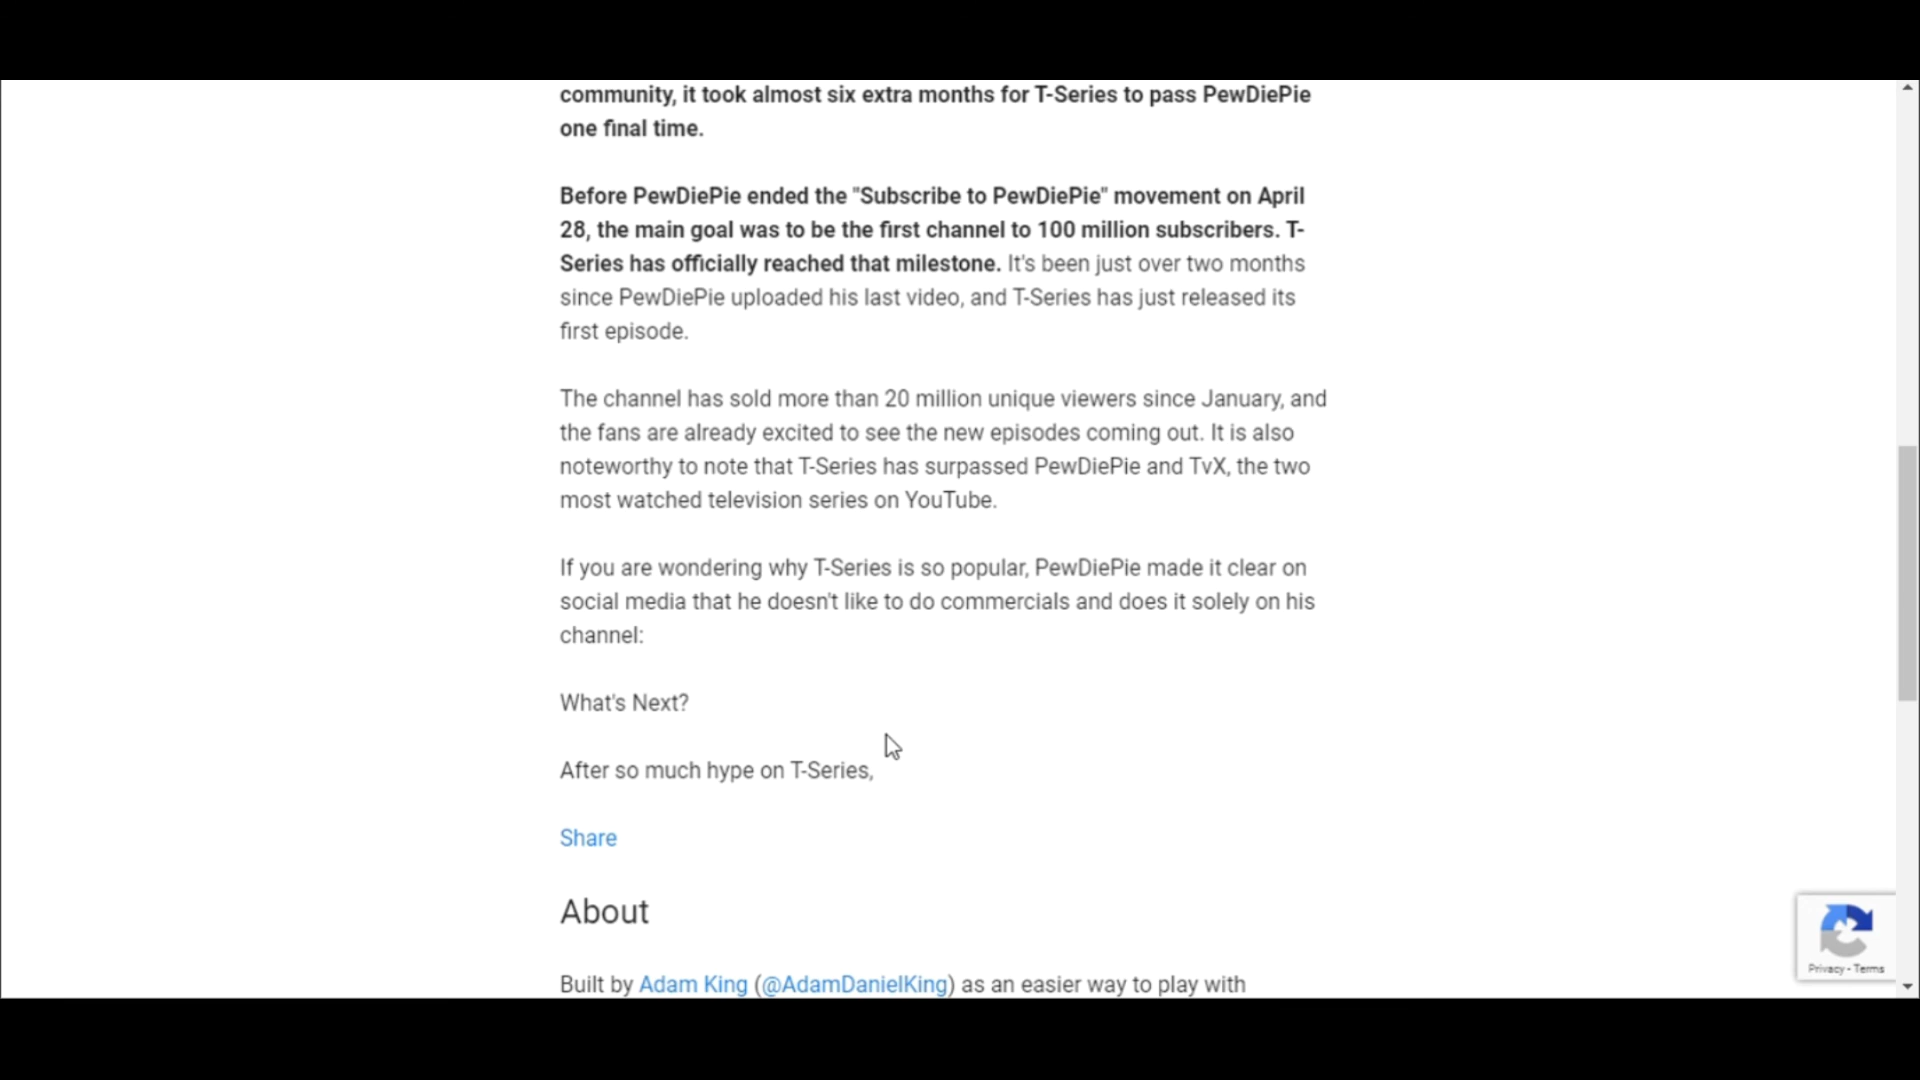 community, it took almost six extra months for T-Series to pass PewDiePie
one final time.
Before PewDiePie ended the "Subscribe to PewDiePie" movement on April
28, the main goal was to be the first channel to 100 million subscribers. T-
Series has officially reached that milestone. It's been just over two months
since PewDiePie uploaded his last video, and T-Series has just released its
first episode.
The channel has sold more than 20 million unique viewers since January, and
the fans are already excited to see the new episodes coming out. It is also
noteworthy to note that T-Series has surpassed PewDiePie and TvX, the two
most watched television series on YouTube.
If you are wondering why T-Series is so popular, PewDiePie made it clear on
social media that he doesn't like to do commercials and does it solely on his
channel:
What's Next?
After so much hype on T-Series,
Share
About
Built by Adam King (@AdamDanielKing) as an easier way to play with
Privacy - Terms